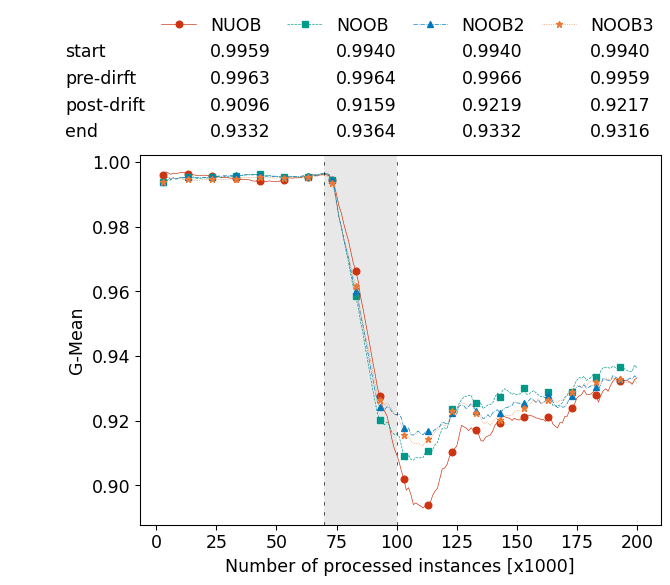 NUOB NOOB NOOB2 NOOB3
start 0.9959 0.9940 0.9940 0.9940
pre-dirft 0.9963 0.9964 0.9966 0.9959
post-drift 0.9096 0.9159 0.9219 0.9217
end 0.9332 0.9364 0.9332 0.9316
1.00
0.98
0.96
0.94
0.92
0.90
G-Mean
0 25 50 75 100 125 150 175 200
Number of processed instances [x1000]